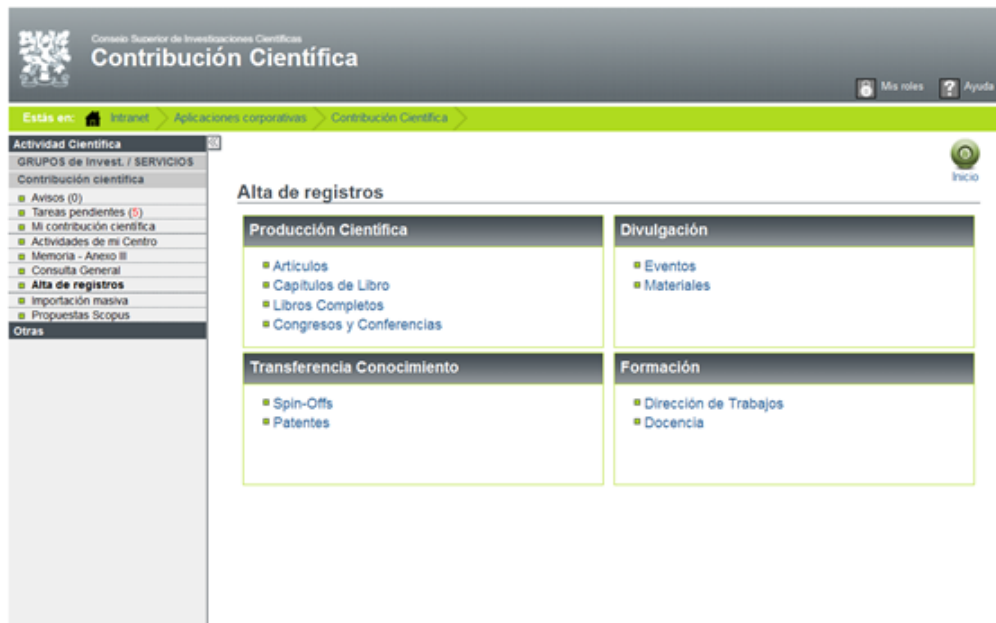 Consejo Superior de Investigaciones Científicas
Contribución Científica
Mis roles
? Ayuda
Estás en: Intranet Aplicaciones corporativas Contribución Científica
Actividad Científica
GRUPOS de Invest. / SERVICIOS
Contribución científica
Avisos (0)
Tareas pendientes (5)
Mi contribución científica
Actividades de mi Centro
Memoria - Anexo III
Consulta General
Alta de registros
Importación masiva
Propuestas Scopus
Otras
Inicio
Alta de registros
Producción Científica
Artículos
Capítulos de Libro
Libros Completos
Congresos y Conferencias
Divulgación
Eventos
Materiales
Transferencia Conocimiento
Spin-Offs
Patentes
Formación
Dirección de Trabajos
Docencia